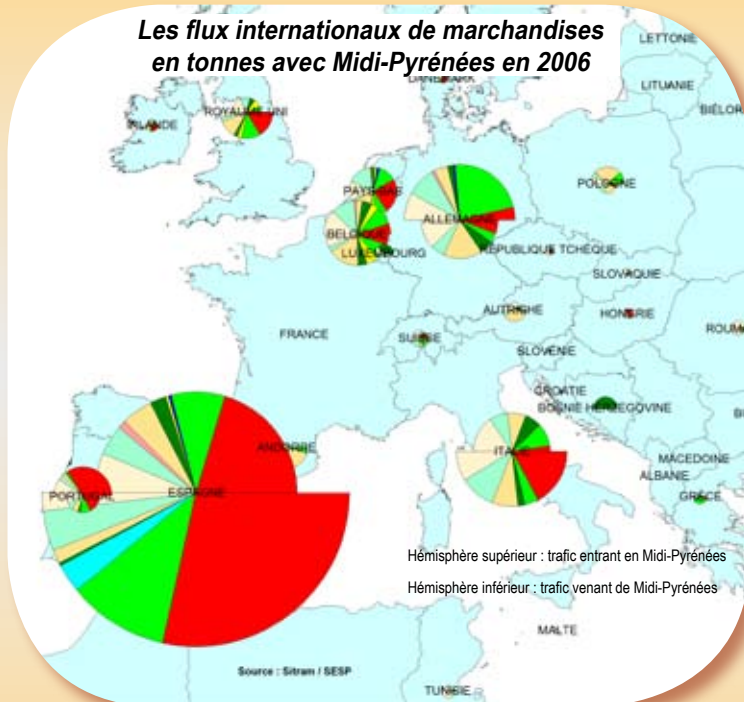 Les flux internationaux de marchandises
en tonnes avec Midi-Pyrénées en 2006
LETTONIE
DANEMARK
LITUANIE
BIÉLOR
IRLANDE
ROYAUME UNI
PAYS-BAS
POLOGNE
ALLEMAGNE
BELGIQUE
LUXEMBOURG
RÉPUBLIQUE TCHÈQUE
SLOVAQUIE
AUTRICHE
HONGRIE
ROUM
FRANCE
SUISSE
SLOVENIE
CROATIE
BOSNIE HERZEGOVINE
ANDORRE
ITALIE
MACEDOINE
ALBANIE
PORTUGAL
ESPAGNE
GRÈCE
Hémisphère supérieur : trafic entrant en Midi-Pyrénées
Hémisphère inférieur : trafic venant de Midi-Pyrénées
MALTE
Source : Sitram / SESP
TUNISIE